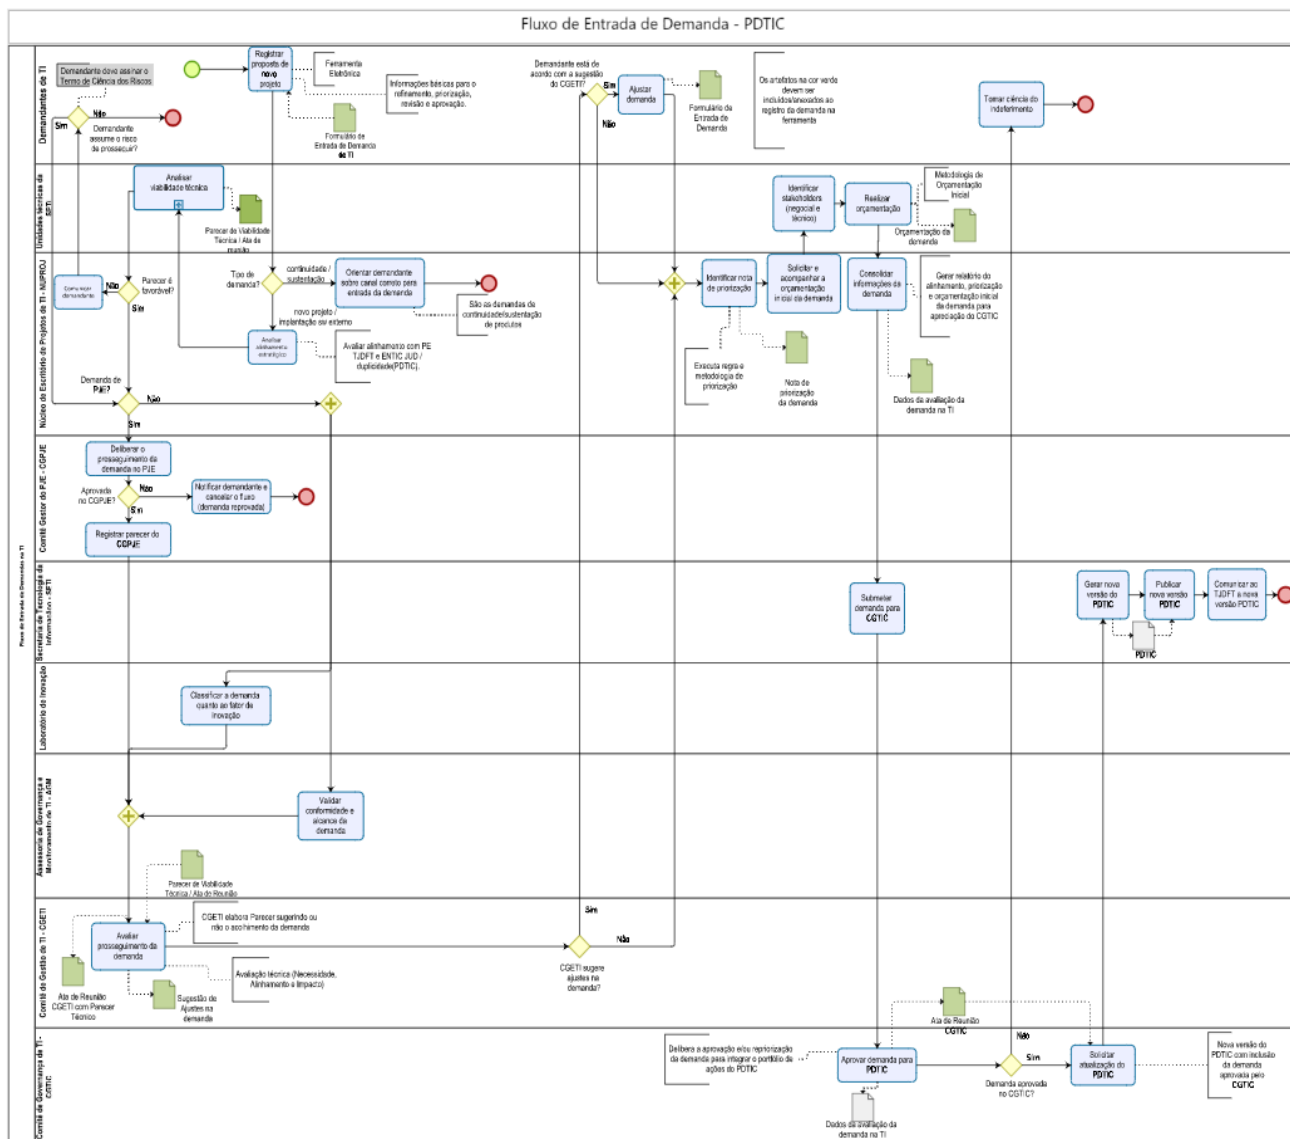 Fluxo de Entrada de Demanda - PDTIC
Fluxo de Entrada de Demandas na TI
Demandantes de TI
Demandante deve assinar o
Termo de Ciência dos Riscos
Sim
Não
Demandante
assume o risco
de prosseguir?
Registrar
proposta de
novo
projeto
Ferramenta
Eletrônica
Informações básicas para o
refinamento, priorização,
revisão e aprovação.
Formulário de
Entrada de Demanda
de TI
Demandante está de
acordo com a sugestão
do CGETI?
Sim
Não
Ajustar
demanda
Formulário de
Entrada de
Demanda
Os artefatos na cor verde
devem ser
incluídos/anexados ao
registro da demanda na
ferramenta
Tomar ciência do
indeferimento
Unidades técnicas da
SETI
Analisar
viabilidade técnica
Parecer de Viabilidade
Técnica / Ata de
reunião
Identificar
stakeholders
(negocial e
técnico)
Realizar
orçamentação
Metodologia de
Orçamentação
Inicial
Orçamentação da
demanda
Núcleo de Escritório de Projetos de TI - NUPROJ
Comunicar
demandante
Não
Parecer é
favorável?
Sim
Tipo de
demanda?
continuidade /
sustentação
Orientar demandante
sobre canal correto para
entrada da demanda
São as demandas de
continuidade/sustentação
de produtos
novo projeto /
implantação sw externo
Analisar
alinhamento
estratégico
Avaliar alinhamento com PE
TJDFT e ENTIC JUD /
duplicidade(PDTIC).
Demanda de
PJE?
Não
Sim
Identificar nota
de priorização
Solicitar e
acompanhar a
orçamentação
inicial da demanda
Consolidar
informações da
demanda
Gerar relatório do
alinhamento, priorização
e orçamentação inicial
da demanda para
apreciação do CGTIC
Executa regra e
metodologia de
priorização
Nota de
priorização
da demanda
Dados da avaliação da
demanda na TI
Comitê Gestor do PJE - CGPJE
Deliberar o
prosseguimento da
demanda no PJE
Aprovada
no CGPJE?
Não
Sim
Notificar demandante e
cancelar o fluxo
(demanda reprovada)
Registrar parecer do
CGPJE
Secretaria de Tecnologia da
Informação - SETI
Submeter
demanda para
CGTIC
Gerar nova
versão do
PDTIC
Publicar
nova versão
PDTIC
Comunicar ao
TJDFT a nova
versão PDTIC
PDTIC
Laboratório de Inovação
Classificar a demanda
quanto ao fator de
inovação
Assessoria de Governança e
Monitoramento de TI - AGM
Validar
conformidade e
alcance da
demanda
Parecer de Viabilidade
Técnica / Ata de Reunião
Comitê de Gestão de TI - CGETI
Avaliar
prosseguimento da
demanda
CGETI elabora Parecer sugerindo ou
não o acolhimento da demanda
Avaliação técnica (Necessidade,
Alinhamento e Impacto)
Ata de Reunião
CGETI com Parecer
Técnico
Sugestão de
Ajustes na
demanda
Sim
Não
CGETI sugere
ajustes na
demanda?
Ata de Reunião
CGTIC
Comitê de Governança de TI -
CGTIC
Delibera a aprovação e/ou repriorização
da demanda para integrar o portfólio de
ações do PDTIC
Aprovar demanda para
PDTIC
Dados da avaliação da
demanda na TI
Não
Sim
Demanda aprovada
no CGTIC?
Solicitar
atualização do
PDTIC
Nova versão do
PDTIC com inclusão
da demanda
aprovada pelo CGTIC